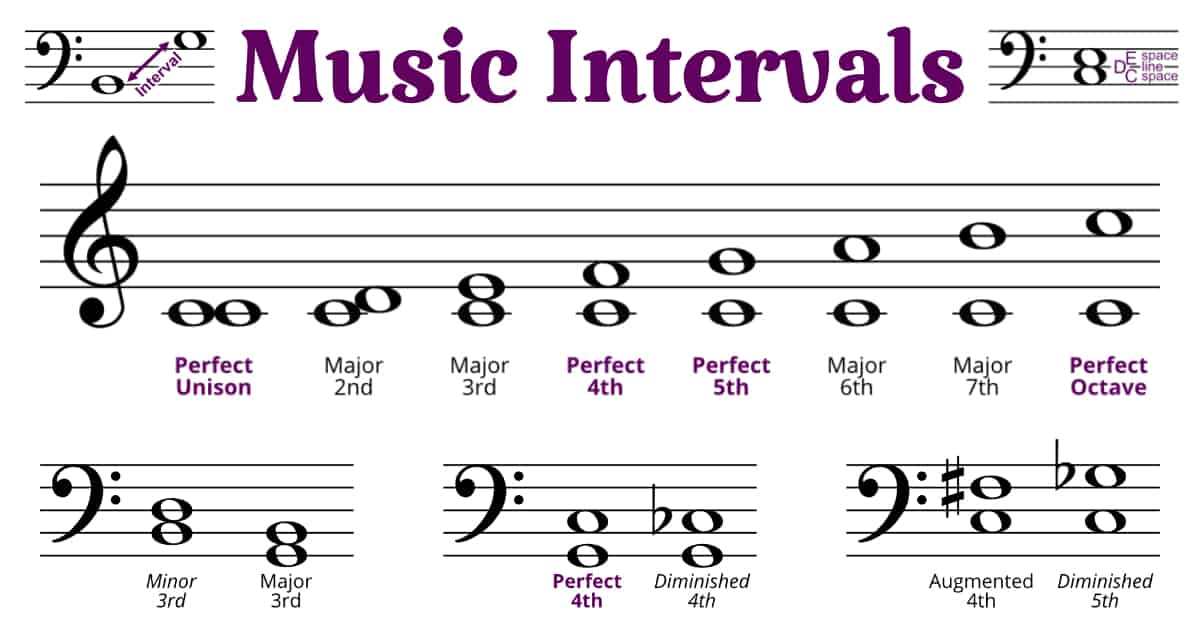 Interval
Music Intervals
E space
D line
C space
Perfect Unison
Major 2nd
Major 3rd
Perfect 4th
Perfect 5th
Major 6th
Major 7th
Perfect Octave
Minor 3rd
Major 3rd
Perfect 4th
Diminished 4th
Augmented 4th
Diminished 5th